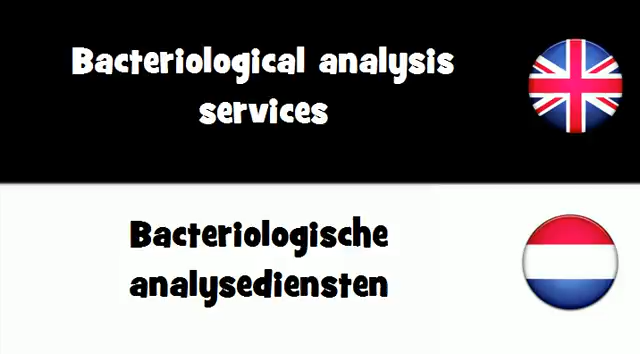 Bacteriological analysis
services
Bacteriologische
analysediensten